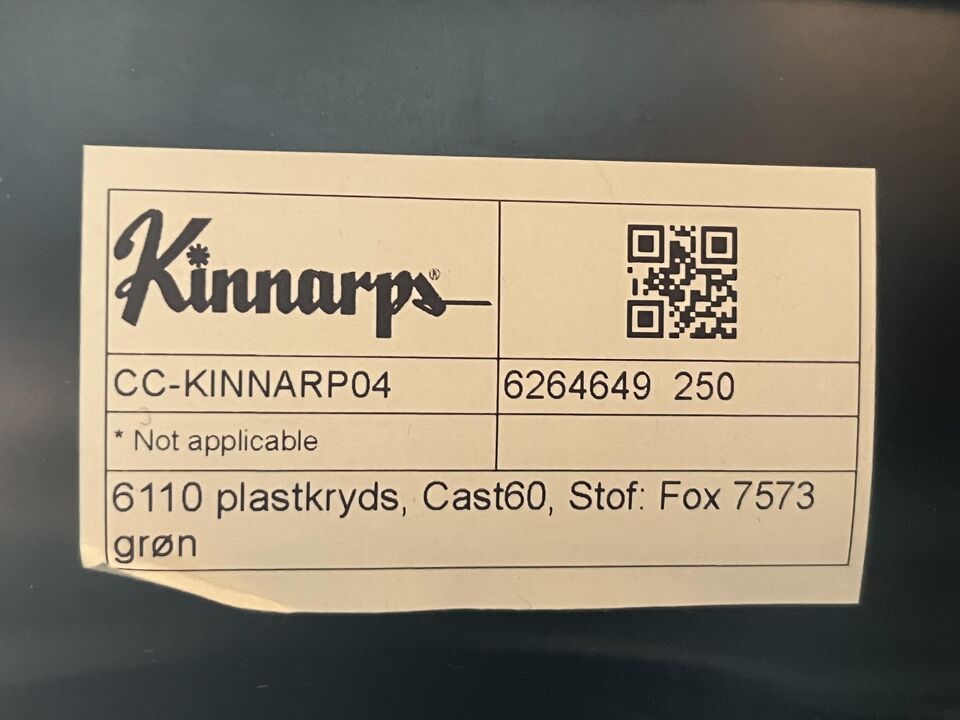 Kinnarps®
CC-KINNARP04
6264649 250
* Not applicable
6110 plastkryds, Cast60, Stof: Fox 7573
grøn